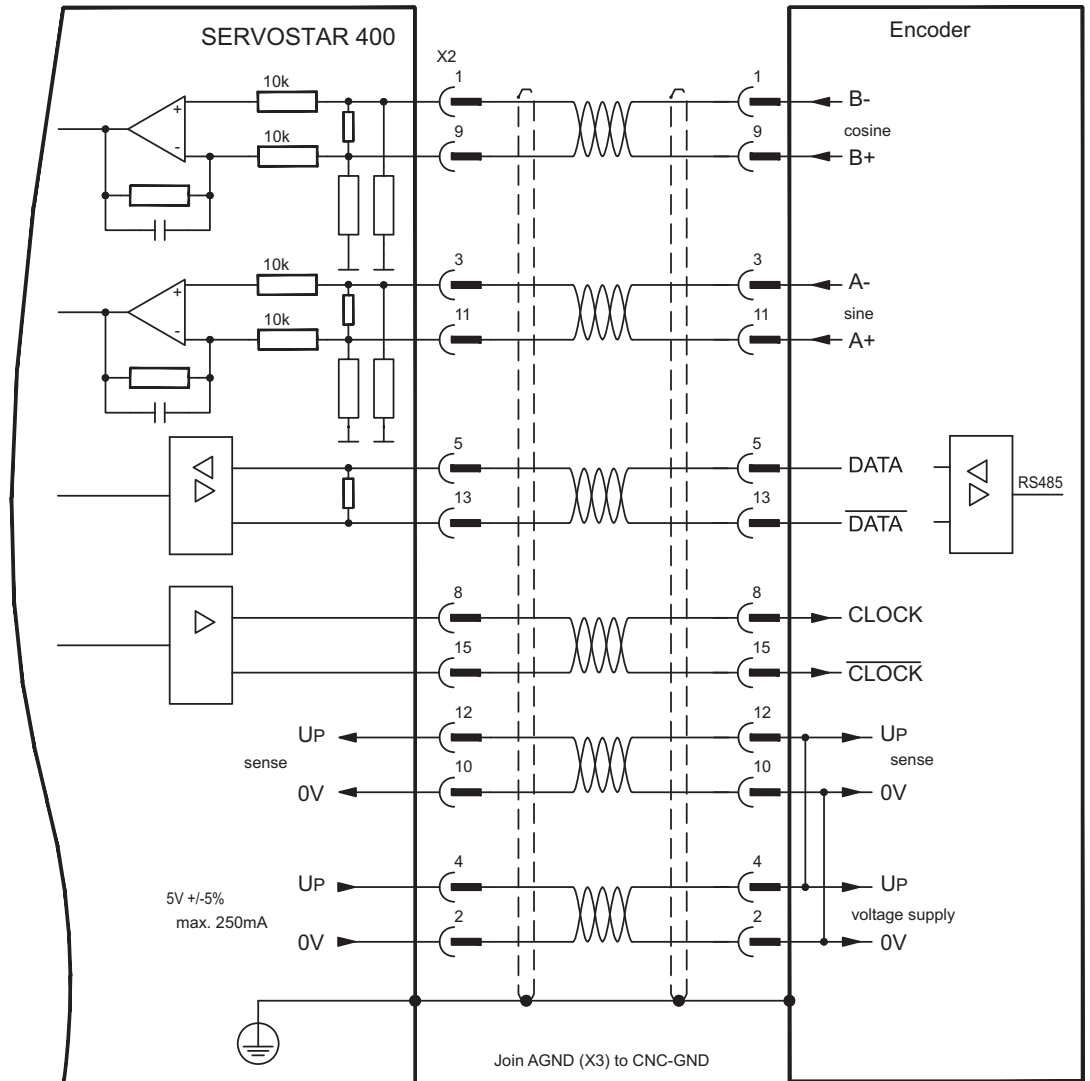 SERVOSTAR 400
Encoder
X2
10k
1
1
B-
+
cosine
10k
9
9
B+
-
10k
3
3
A-
+
sine
10k
11
11
A+
-
5
5
DATA
RS485
13
13
DATA
8
8
CLOCK
15
15
CLOCK
UP
12
12
UP
sense
sense
0V
10
10
0V
5V +/-5%
UP
4
4
UP
max. 250mA
voltage supply
0V
2
2
0V
Join AGND (X3) to CNC-GND